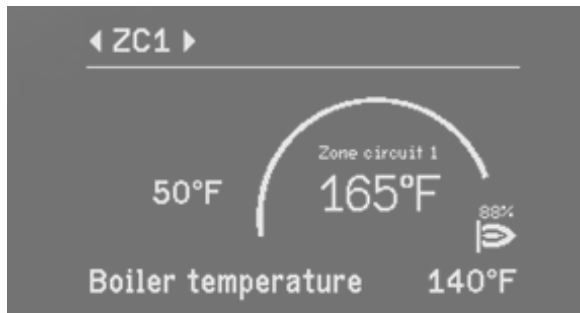 ZC1
Zone circuit 1
50°F
165°F
88%
Boiler temperature 140°F